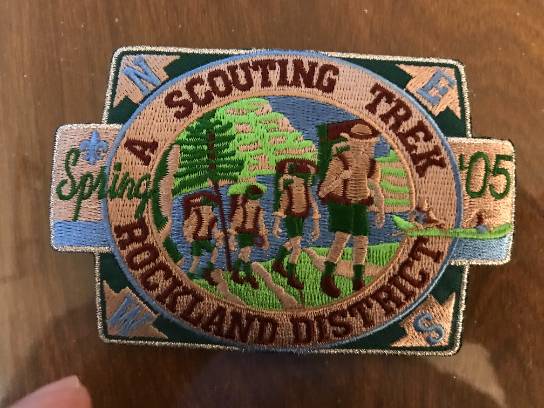 N
E
A SCOUTING TREK
Spring
'05
ROCKLAND DISTRICT
W
S